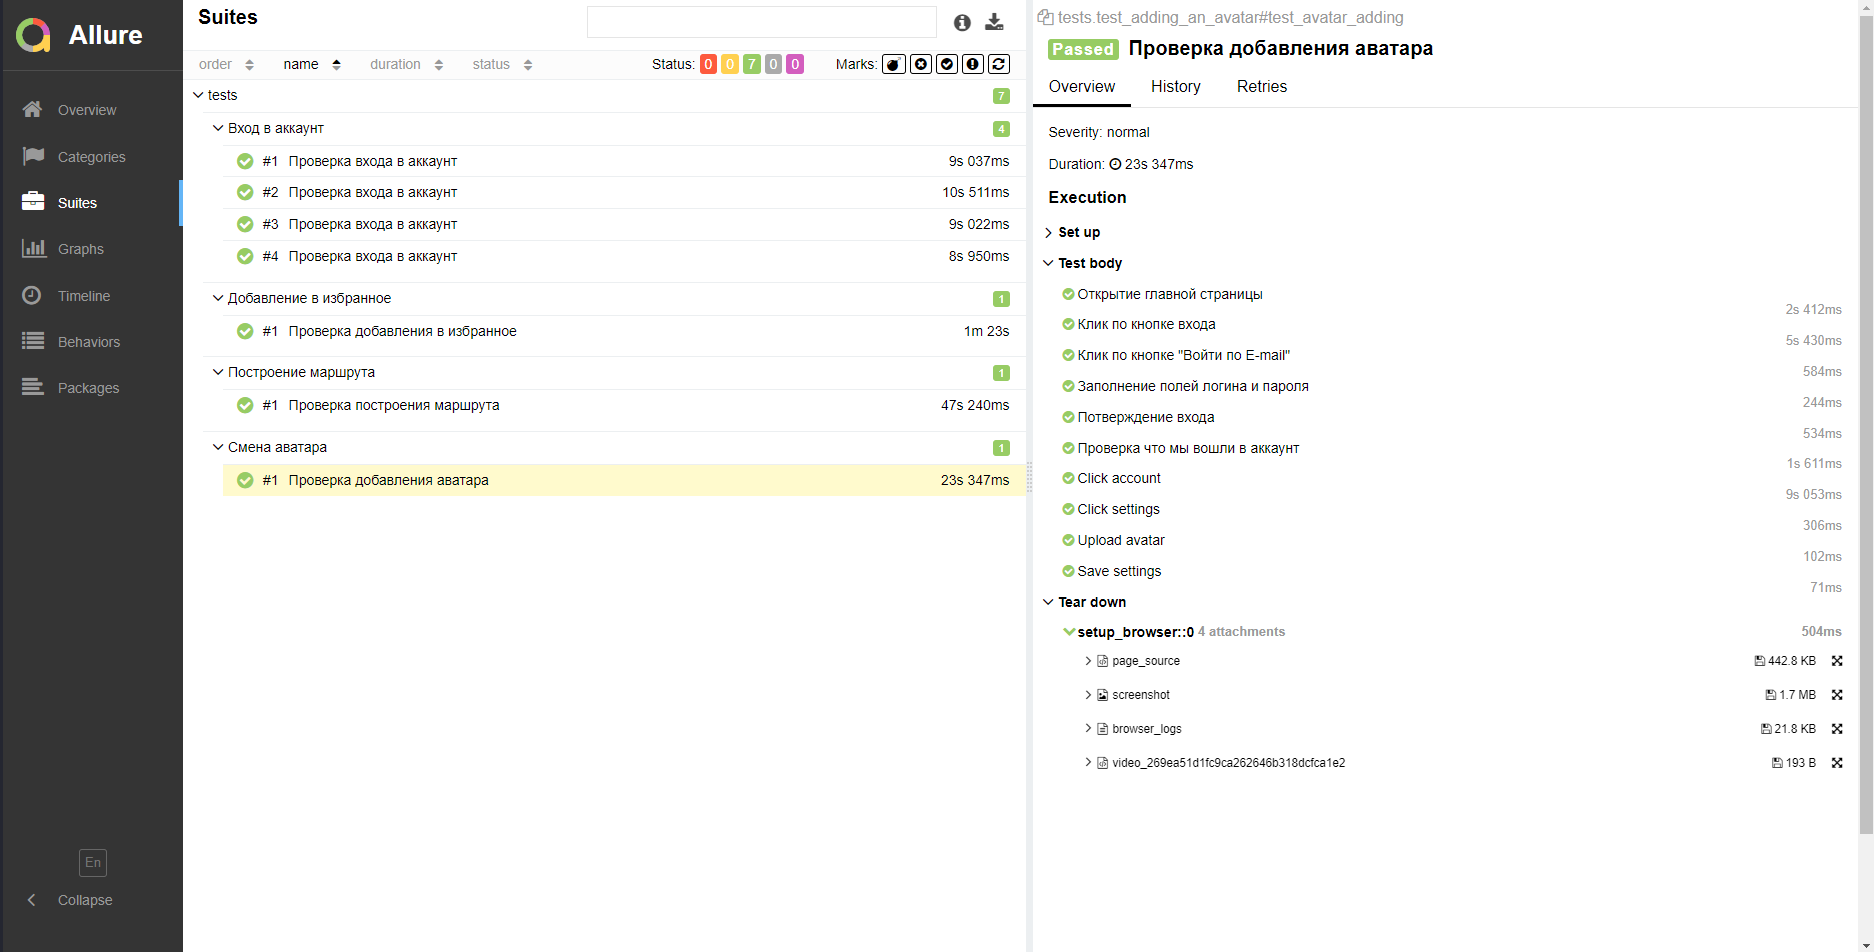 Allure
Overview
Categories
Suites
Graphs
Timeline
Behaviors
Packages
En
Collapse
Suites
order name duration status Status: 0 0 7 0 0 Marks:
tests 7
Вход в аккаунт 4
#1 Проверка входа в аккаунт 9s 037ms
#2 Проверка входа в аккаунт 10s 511ms
#3 Проверка входа в аккаунт 9s 022ms
#4 Проверка входа в аккаунт 8s 950ms
Добавление в избранное 1
#1 Проверка добавления в избранное 1m 23s
Построение маршрута 1
#1 Проверка построения маршрута 47s 240ms
Смена аватара 1
#1 Проверка добавления аватара 23s 347ms
tests.test_adding_an_avatar#test_avatar_adding
Passed Проверка добавления аватара
Overview History Retries
Severity: normal
Duration: 23s 347ms
Execution
Set up
Test body
Открытие главной страницы
2s 412ms
Клик по кнопке входа
5s 430ms
Клик по кнопке "Войти по E-mail"
584ms
Заполнение полей логина и пароля
244ms
Потверждение входа
534ms
Проверка что мы вошли в аккаунт
1s 611ms
Click account
9s 053ms
Click settings
306ms
Upload avatar
102ms
Save settings
71ms
Tear down
setup_browser::0 4 attachments 504ms
page_source 442.8 KB
screenshot 1.7 MB
browser_logs 21.8 KB
video_269ea51d1fc9ca262646b318dcfca1e2 193 B